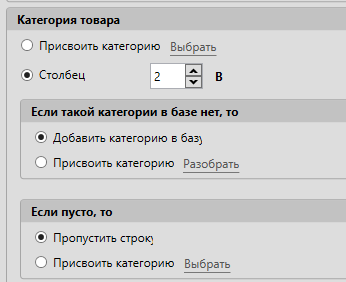 Категория товара
Присвоить категорию Выбрать
Столбец 2 B
Если такой категории в базе нет, то
Добавить категорию в базу
Присвоить категорию Разобрать
Если пусто, то
Пропустить строку
Присвоить категорию Выбрать